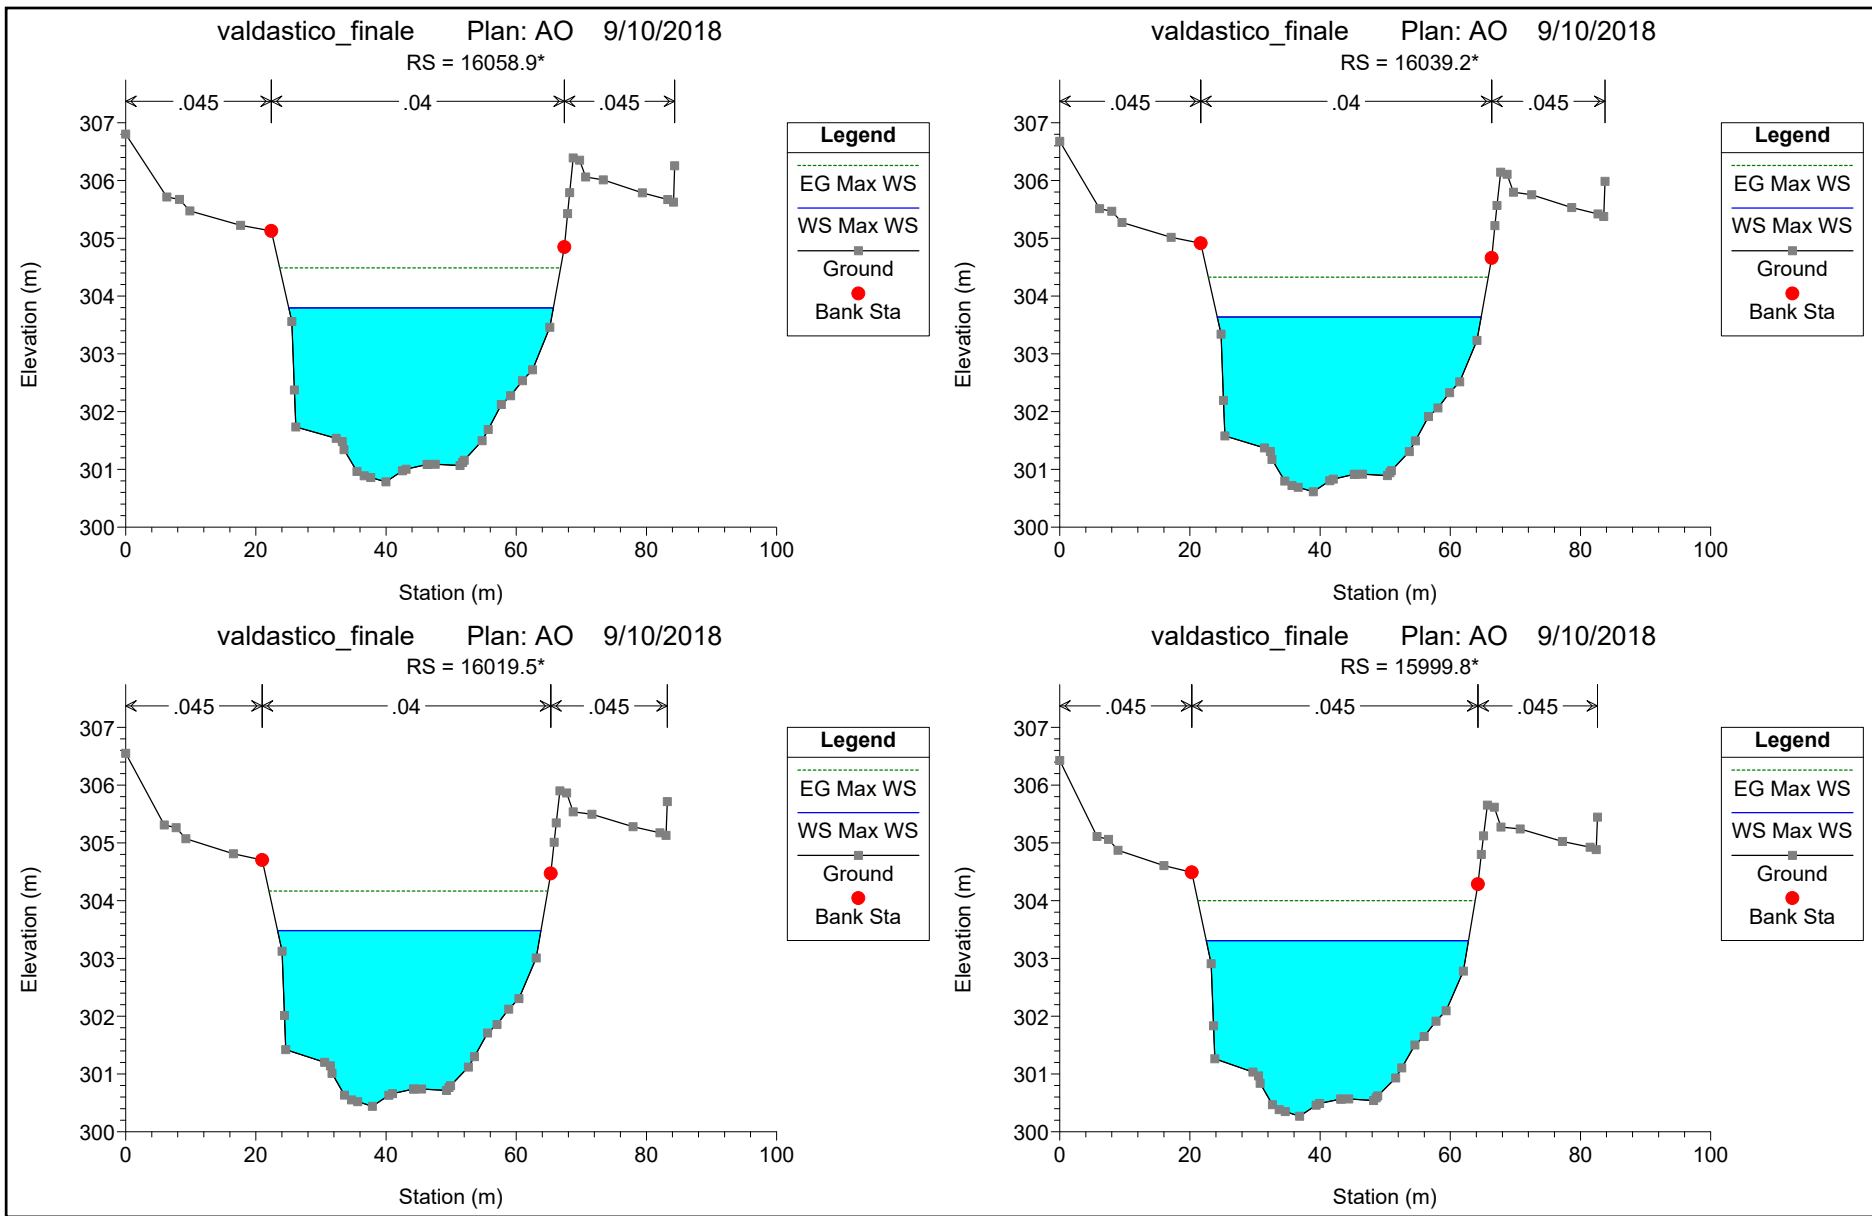 valdastico_finale Plan: AO 9/10/2018
RS = 16058.9*
.045 .04 .045
307
306
305
304
303
302
301
300
Elevation (m)
0 20 40 60 80 100
Station (m)
Legend
EG Max WS
WS Max WS
Ground
Bank Sta
valdastico_finale Plan: AO 9/10/2018
RS = 16039.2*
.045 .04 .045
307
306
305
304
303
302
301
300
Elevation (m)
0 20 40 60 80 100
Station (m)
Legend
EG Max WS
WS Max WS
Ground
Bank Sta
valdastico_finale Plan: AO 9/10/2018
RS = 16019.5*
.045 .04 .045
307
306
305
304
303
302
301
300
Elevation (m)
0 20 40 60 80 100
Station (m)
Legend
EG Max WS
WS Max WS
Ground
Bank Sta
valdastico_finale Plan: AO 9/10/2018
RS = 15999.8*
.045 .045 .045
307
306
305
304
303
302
301
300
Elevation (m)
0 20 40 60 80 100
Station (m)
Legend
EG Max WS
WS Max WS
Ground
Bank Sta